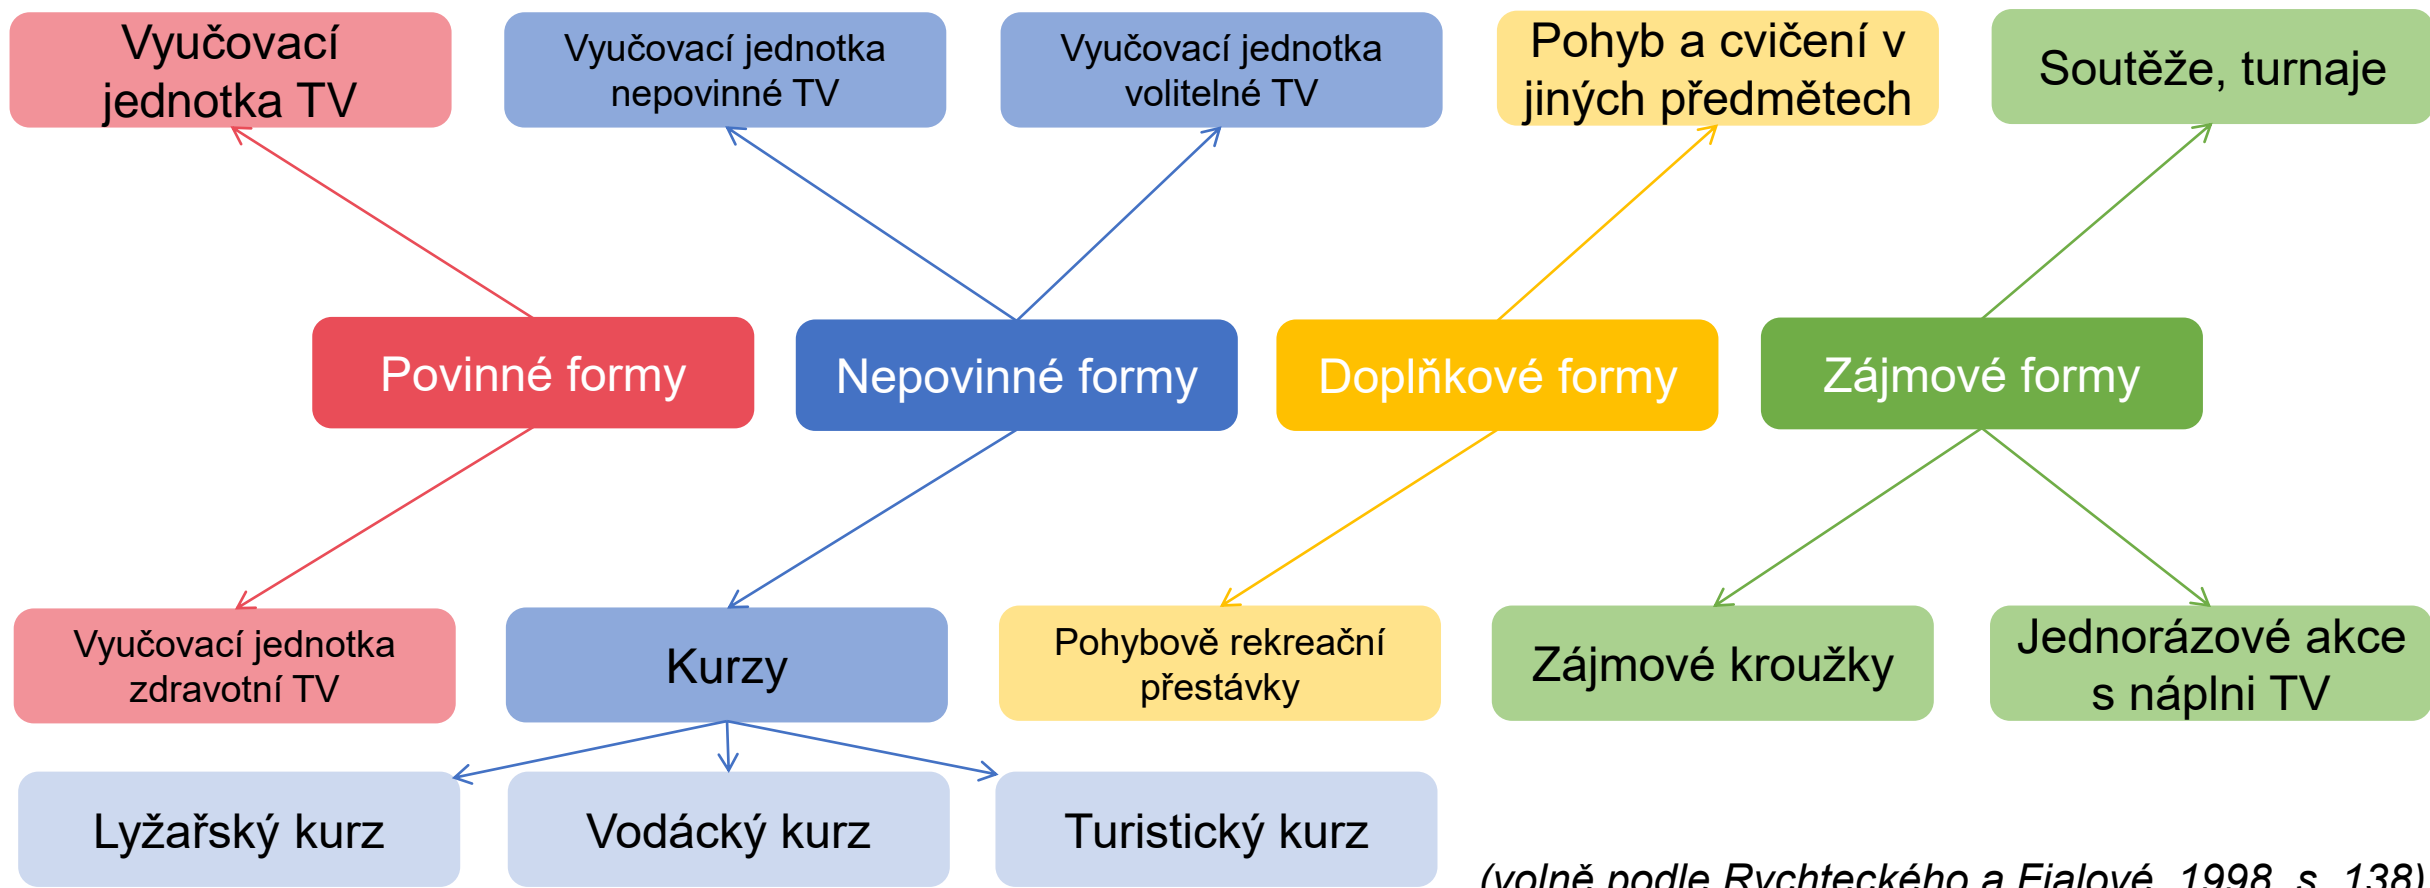 Vyučovací
jednotka TV
Vyučovací jednotka
nepovinné TV
Vyučovací jednotka
volitelné TV
Pohyb a cvičení v
jiných předmětech
Soutěže, turnaje
Povinné formy
Nepovinné formy
Doplňkové formy
Zájmové formy
Vyučovací jednotka
zdravotní TV
Kurzy
Pohybově rekreační
přestávky
Zájmové kroužky
Jednorázové akce
s náplni TV
Lyžařský kurz
Vodácký kurz
Turistický kurz
(volně podle Rychteckého a Fialové, 1998, s. 138)